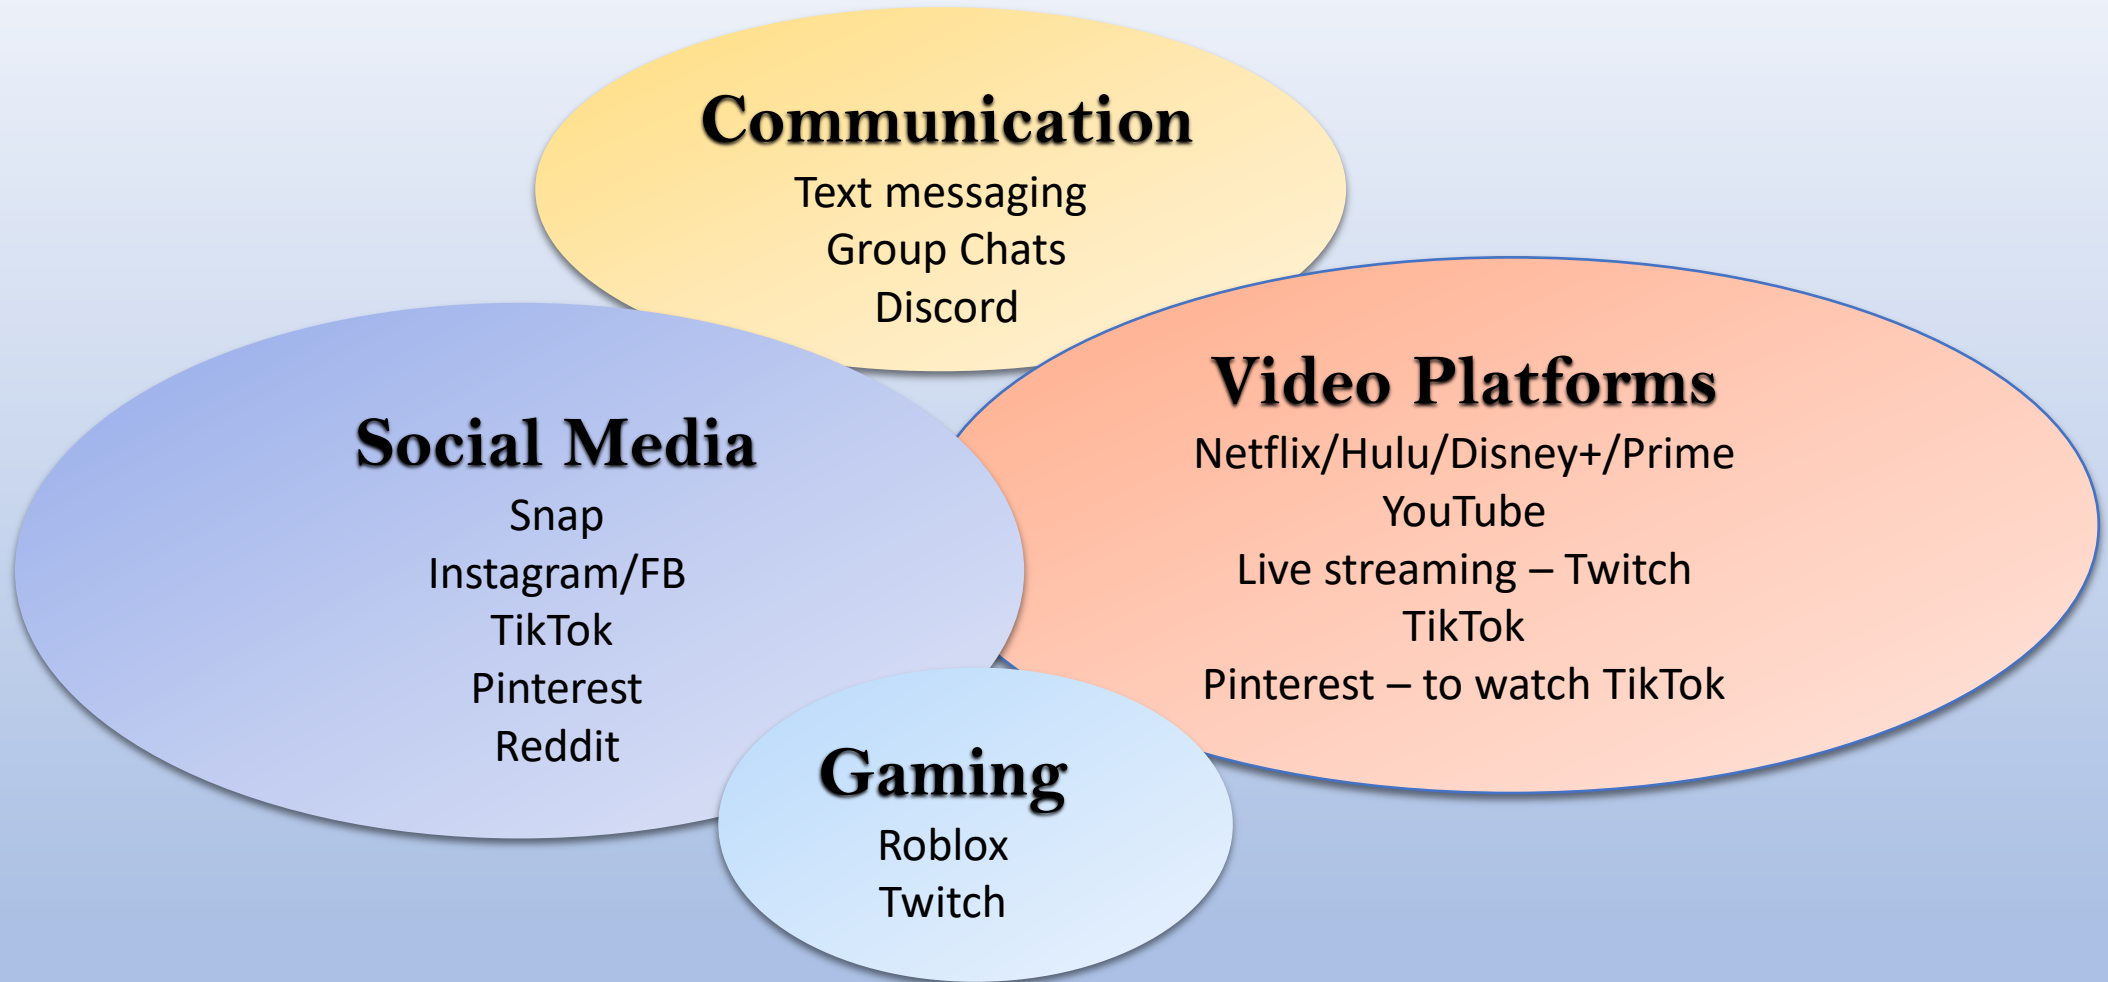 Communication
Text messaging
Group Chats
Discord
Social Media
Snap
Instagram/FB
TikTok
Pinterest
Reddit
Video Platforms
Netflix/Hulu/Disney+/Prime
YouTube
Live streaming – Twitch
TikTok
Pinterest – to watch TikTok
Gaming
Roblox
Twitch